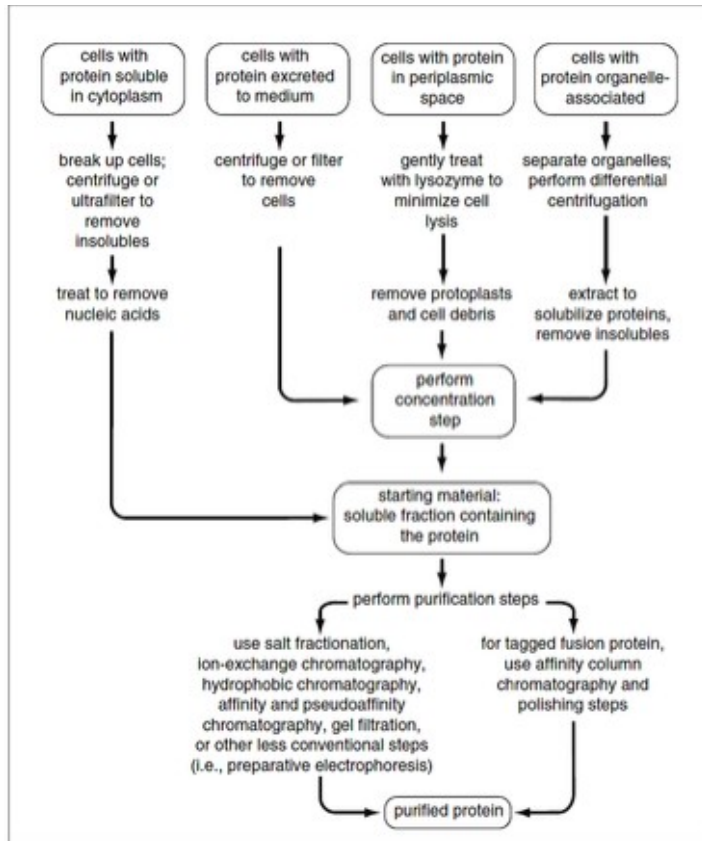 cells with
protein soluble
in cytoplasm
cells with
protein excreted
to medium
cells with protein
in periplasmic
space
cells with
protein organelle-
associated
break up cells;
centrifuge or
ultrafilter to
remove
insolubles
centrifuge or filter
to remove
cells
gently treat
with lysozyme to
minimize cell
lysis
separate organelles;
perform differential
centrifugation
treat to remove
nucleic acids
remove protoplasts
and cell debris
extract to
solubilize proteins,
remove insolubles
perform
concentration
step
starting material:
soluble fraction containing
the protein
perform purification steps
use salt fractionation,
ion-exchange chromatography,
hydrophobic chromatography,
affinity and pseudoaffinity
chromatography, gel filtration,
or other less conventional steps
(i.e., preparative electrophoresis)
for tagged fusion protein,
use affinity column
chromatography and
polishing steps
purified protein